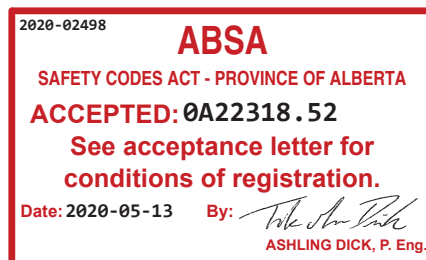 2020-02498
ABSA
SAFETY CODES ACT - PROVINCE OF ALBERTA
ACCEPTED: 0A22318.52
See acceptance letter for
conditions of registration.
Date: 2020-05-13 By:
ASHLING DICK, P. Eng.